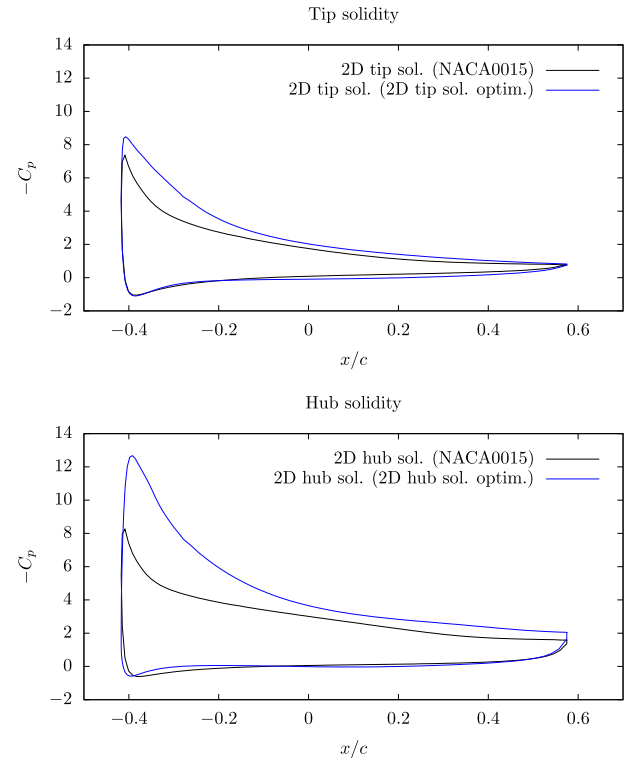 Tip solidity
14
12
10
8
6
4
2
0
−2
−C_p
2D tip sol. (NACA0015)
2D tip sol. (2D tip sol. optim.)
−0.4 −0.2 0 0.2 0.4 0.6
x/c
Hub solidity
14
12
10
8
6
4
2
0
−2
−C_p
2D hub sol. (NACA0015)
2D hub sol. (2D hub sol. optim.)
−0.4 −0.2 0 0.2 0.4 0.6
x/c